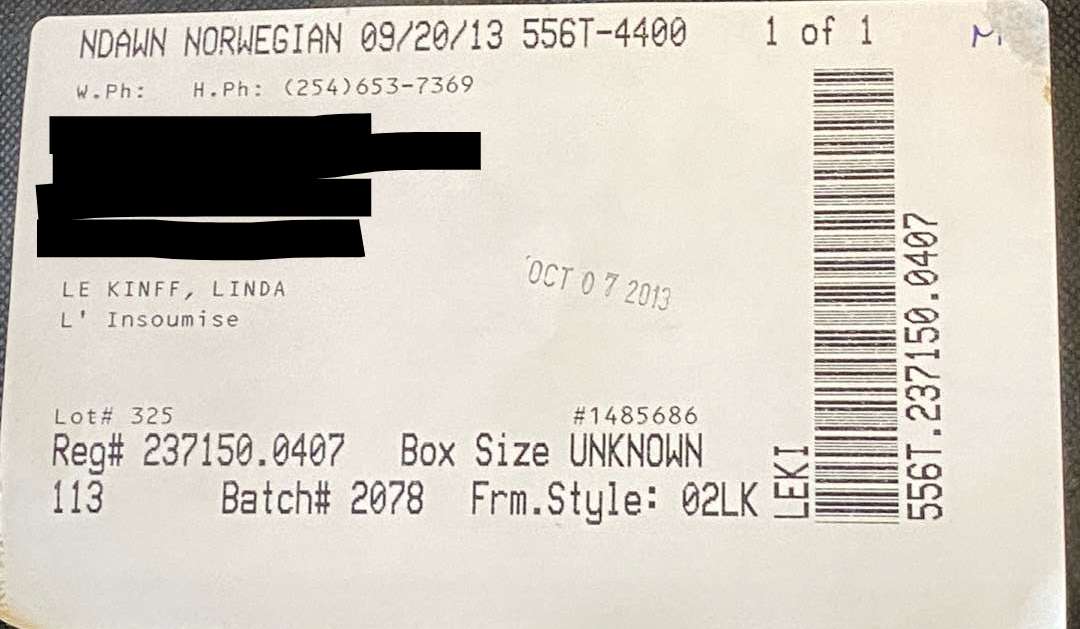 NDAWN NORWEGIAN 09/20/13 556T-4400 1 of 1
W.Ph: H.Ph: (254)653-7369
LE KINFF, LINDA
L' Insoumise
OCT 07 2013
Lot# 325 #1485686
Reg# 237150.0407 Box Size UNKNOWN
113 Batch# 2078 Frm.Style: 02LK
LEKI
556T.237150.0407